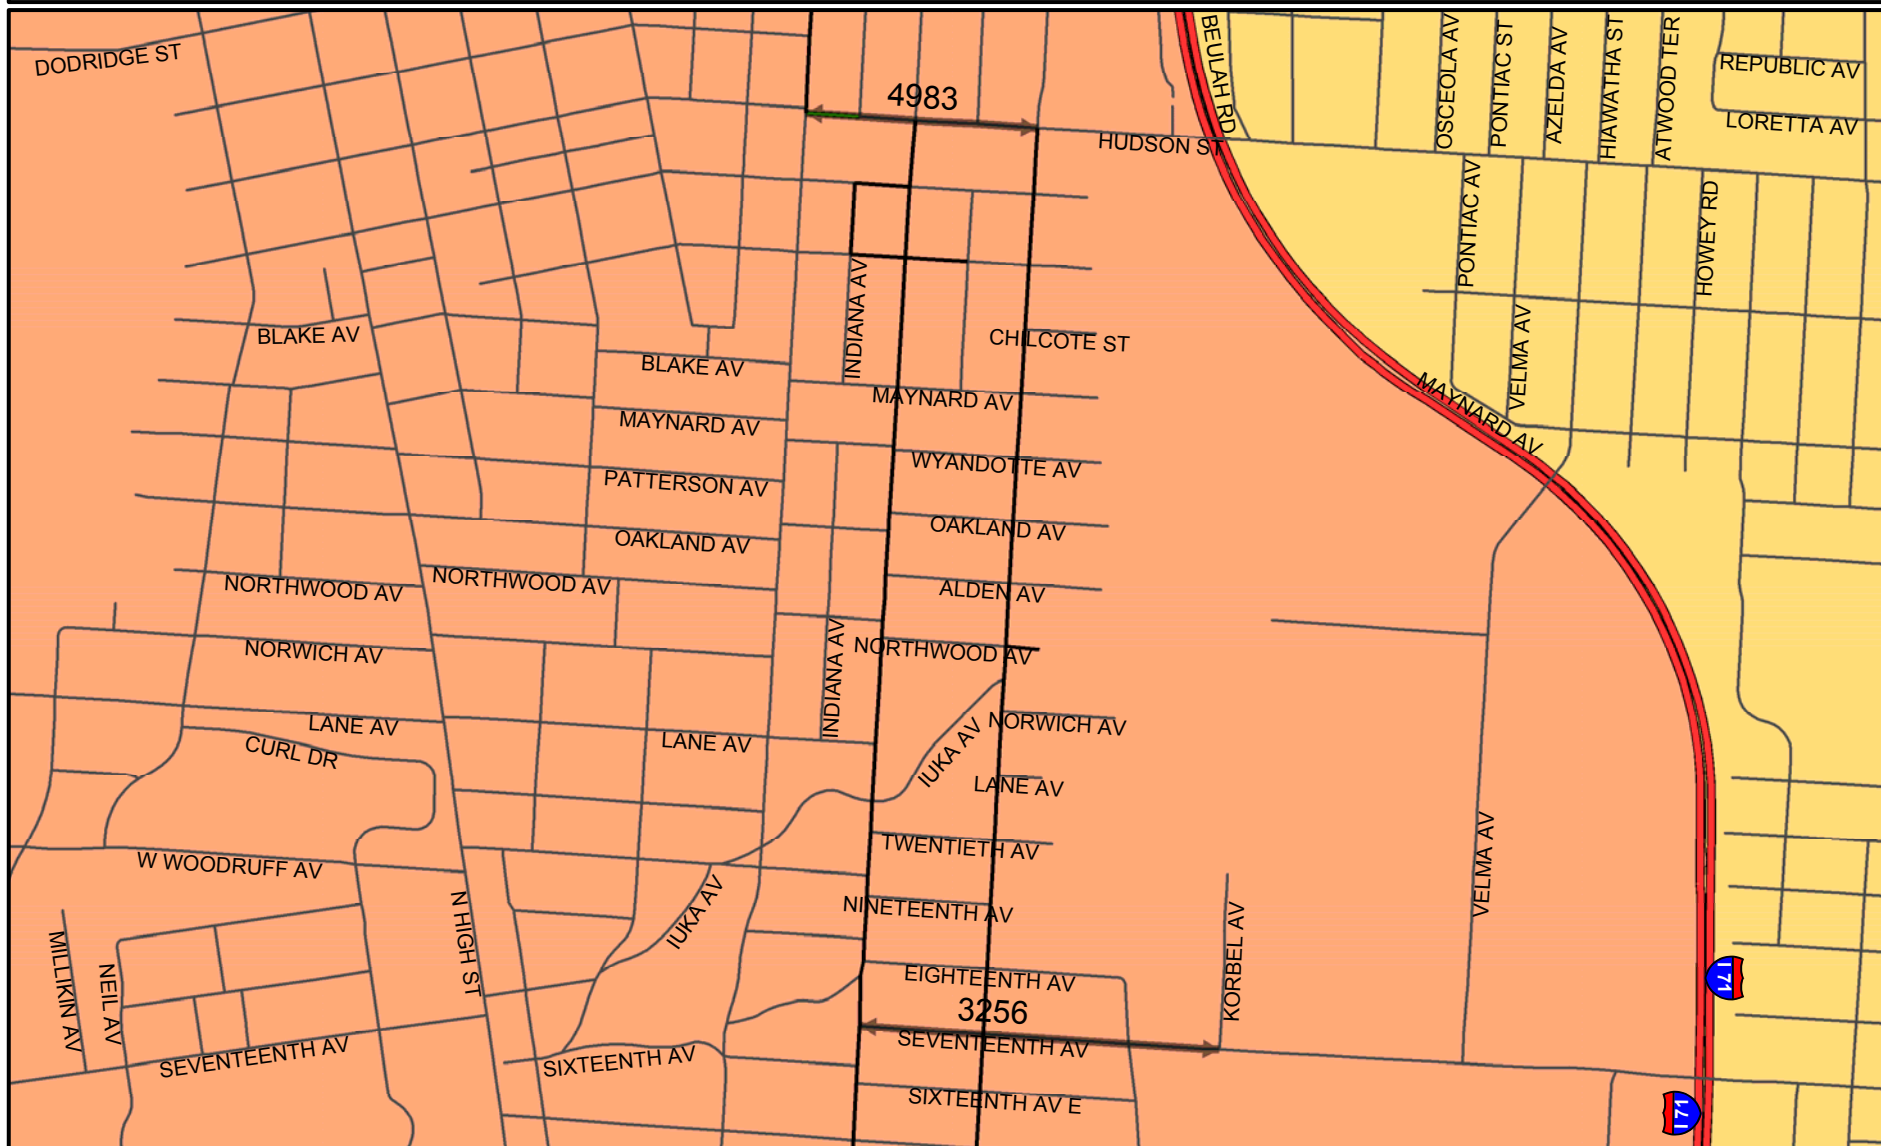 DODRIDGE ST
4983
BEULAH RD
HUDSON ST
OSCEOLA AV
PONTIAC ST
AZELDA AV
HIAWATHA ST
ATWOOD TER
REPUBLIC AV
LORETTA AV
PONTIAC AV
HOWEY RD
VELMA AV
MAYNARD AV
BLAKE AV
INDIANA AV
CHILCOTE ST
BLAKE AV
MAYNARD AV
MAYNARD AV
WYANDOTTE AV
PATTERSON AV
OAKLAND AV
OAKLAND AV
NORTHWOOD AV
NORTHWOOD AV
ALDEN AV
NORWICH AV
INDIANA AV
NORTHWOOD AV
LANE AV
CURL DR
LANE AV
IUKA AV
NORWICH AV
LANE AV
TWENTIETH AV
W WOODRUFF AV
N HIGH ST
IUKA AV
NINETEENTH AV
VELMA AV
KORBEL AV
MILLIKIN AV
NEIL AV
EIGHTEENTH AV
3256
I 71
SEVENTEENTH AV
SIXTEENTH AV
SEVENTEENTH AV
SIXTEENTH AV E
I 71